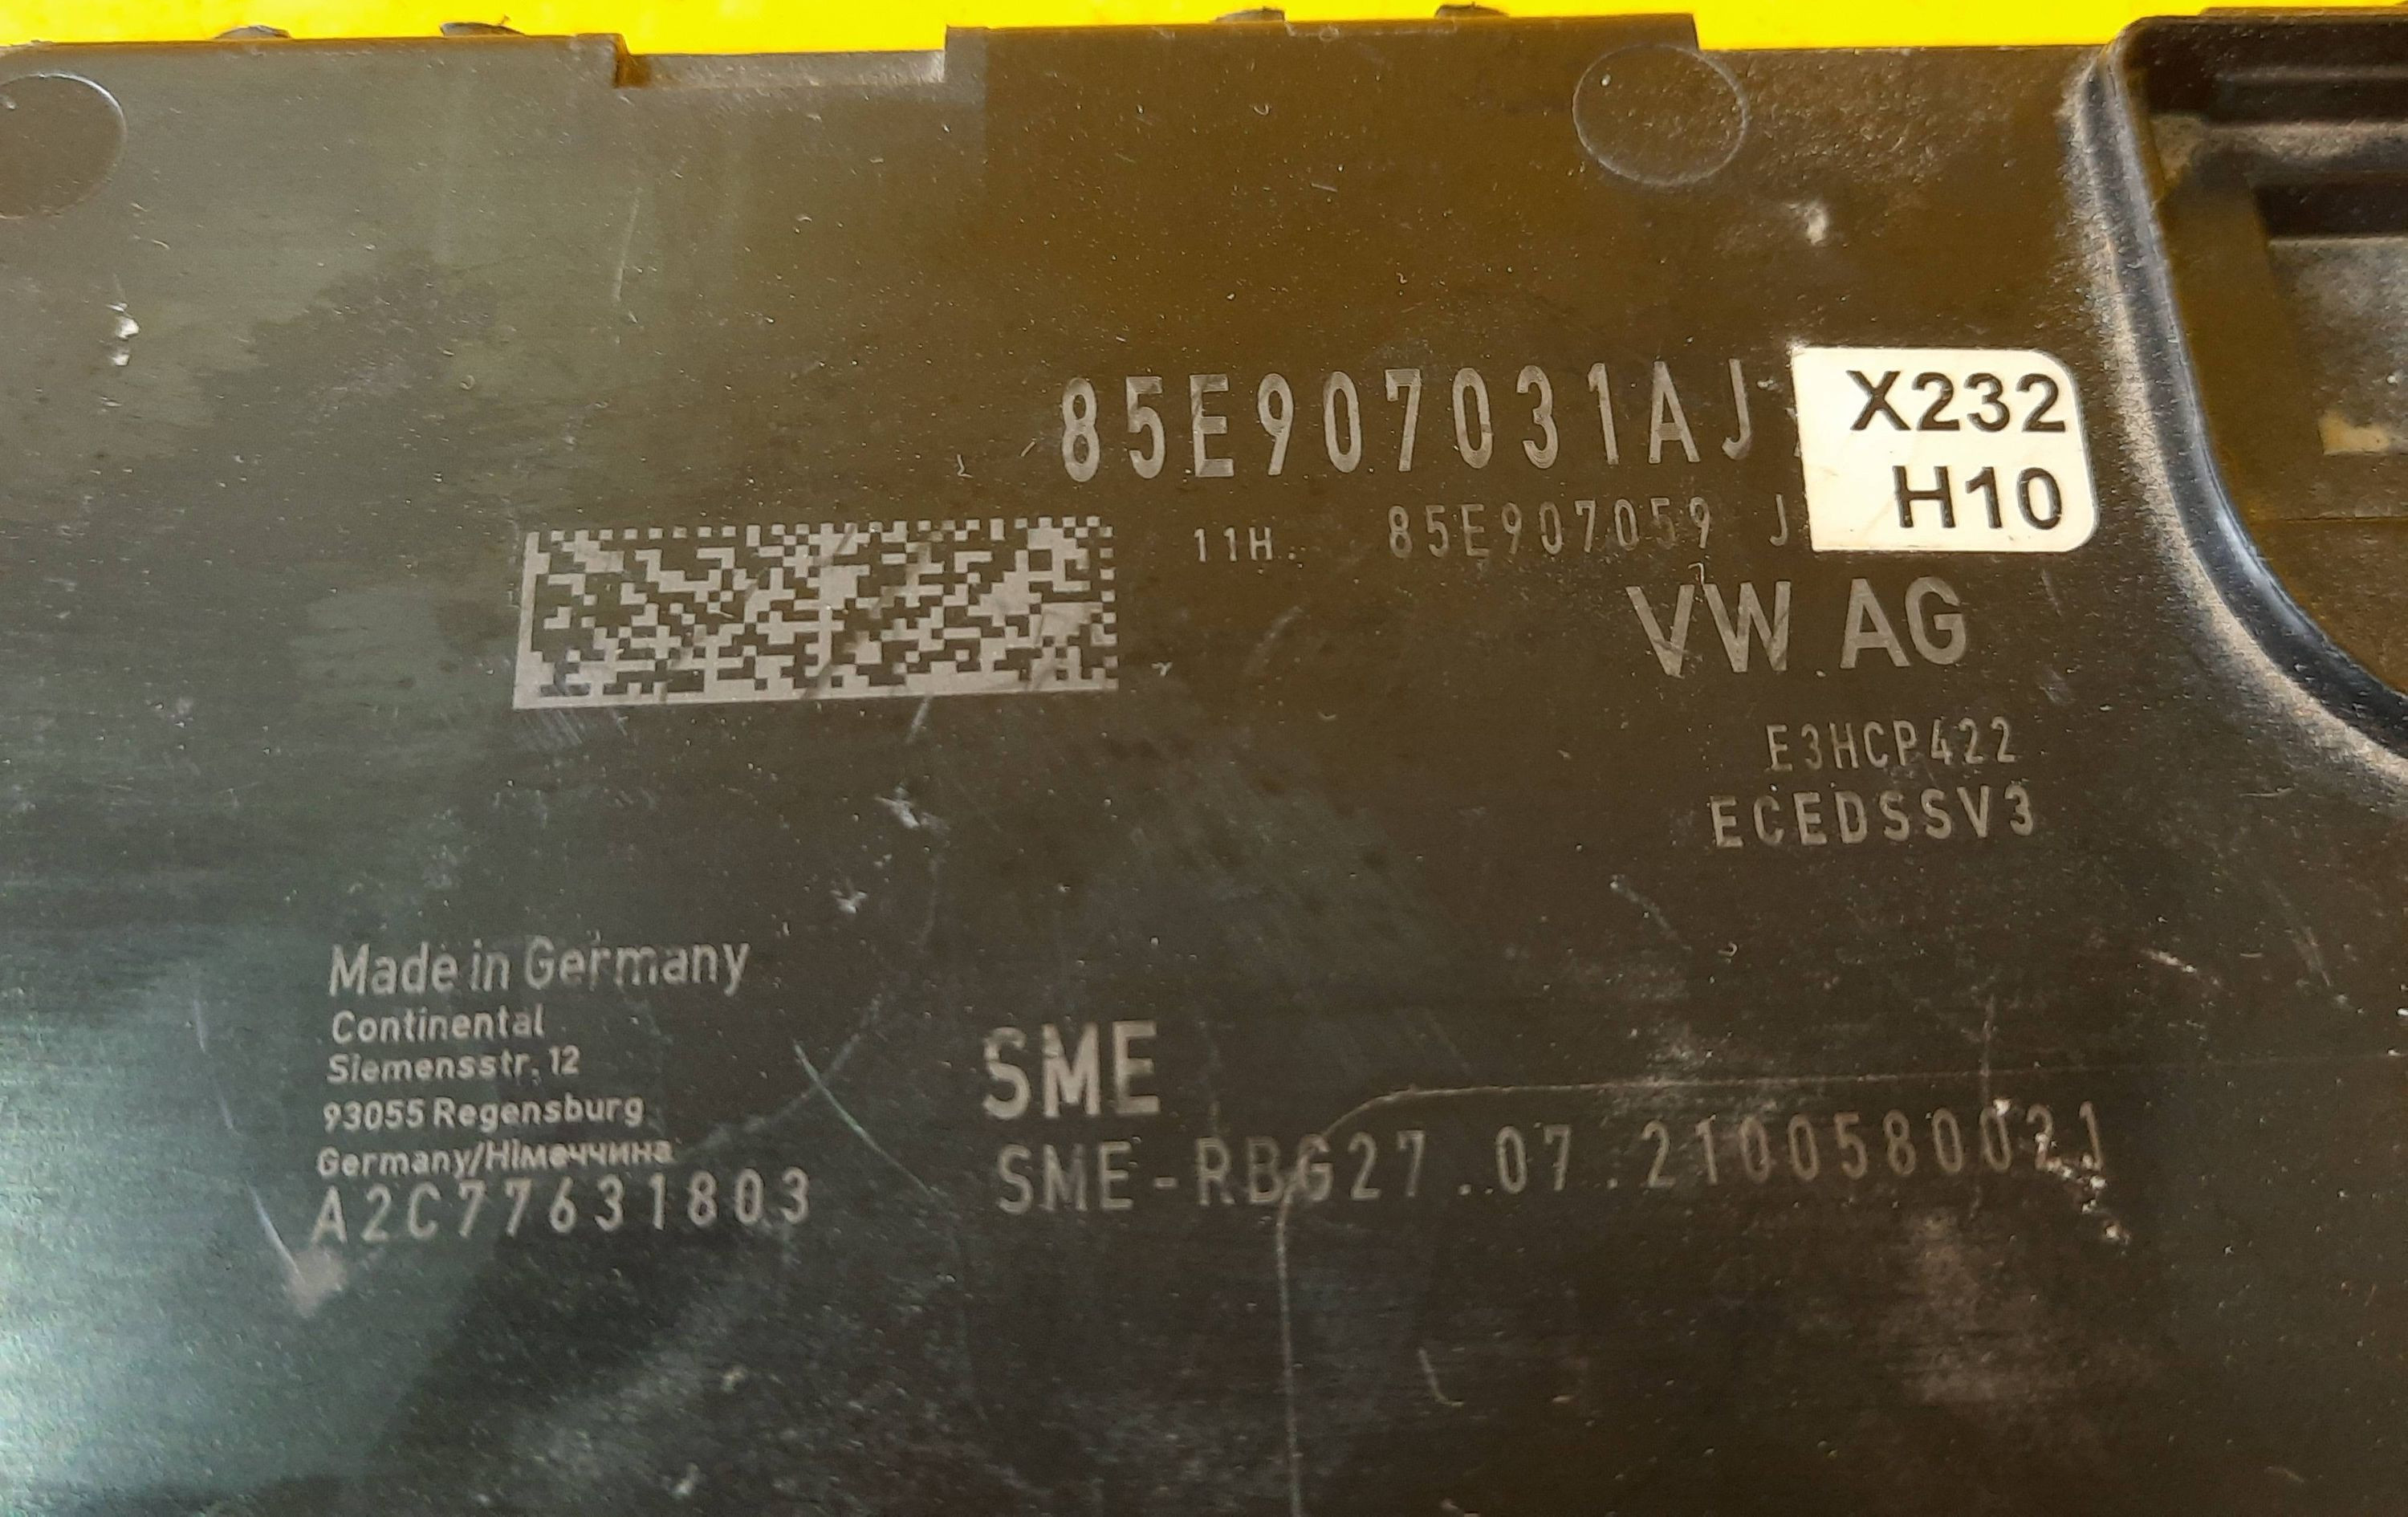 85E907031AJ
X232
H10
11H. 85E907059 J
VW AG
E3HCP422
ECEDSSV3
Made in Germany
Continental
Siemensstr. 12
93055 Regensburg
Germany/Німеччина
A2C77631803
SME
SME-RBG27.07.2100580021